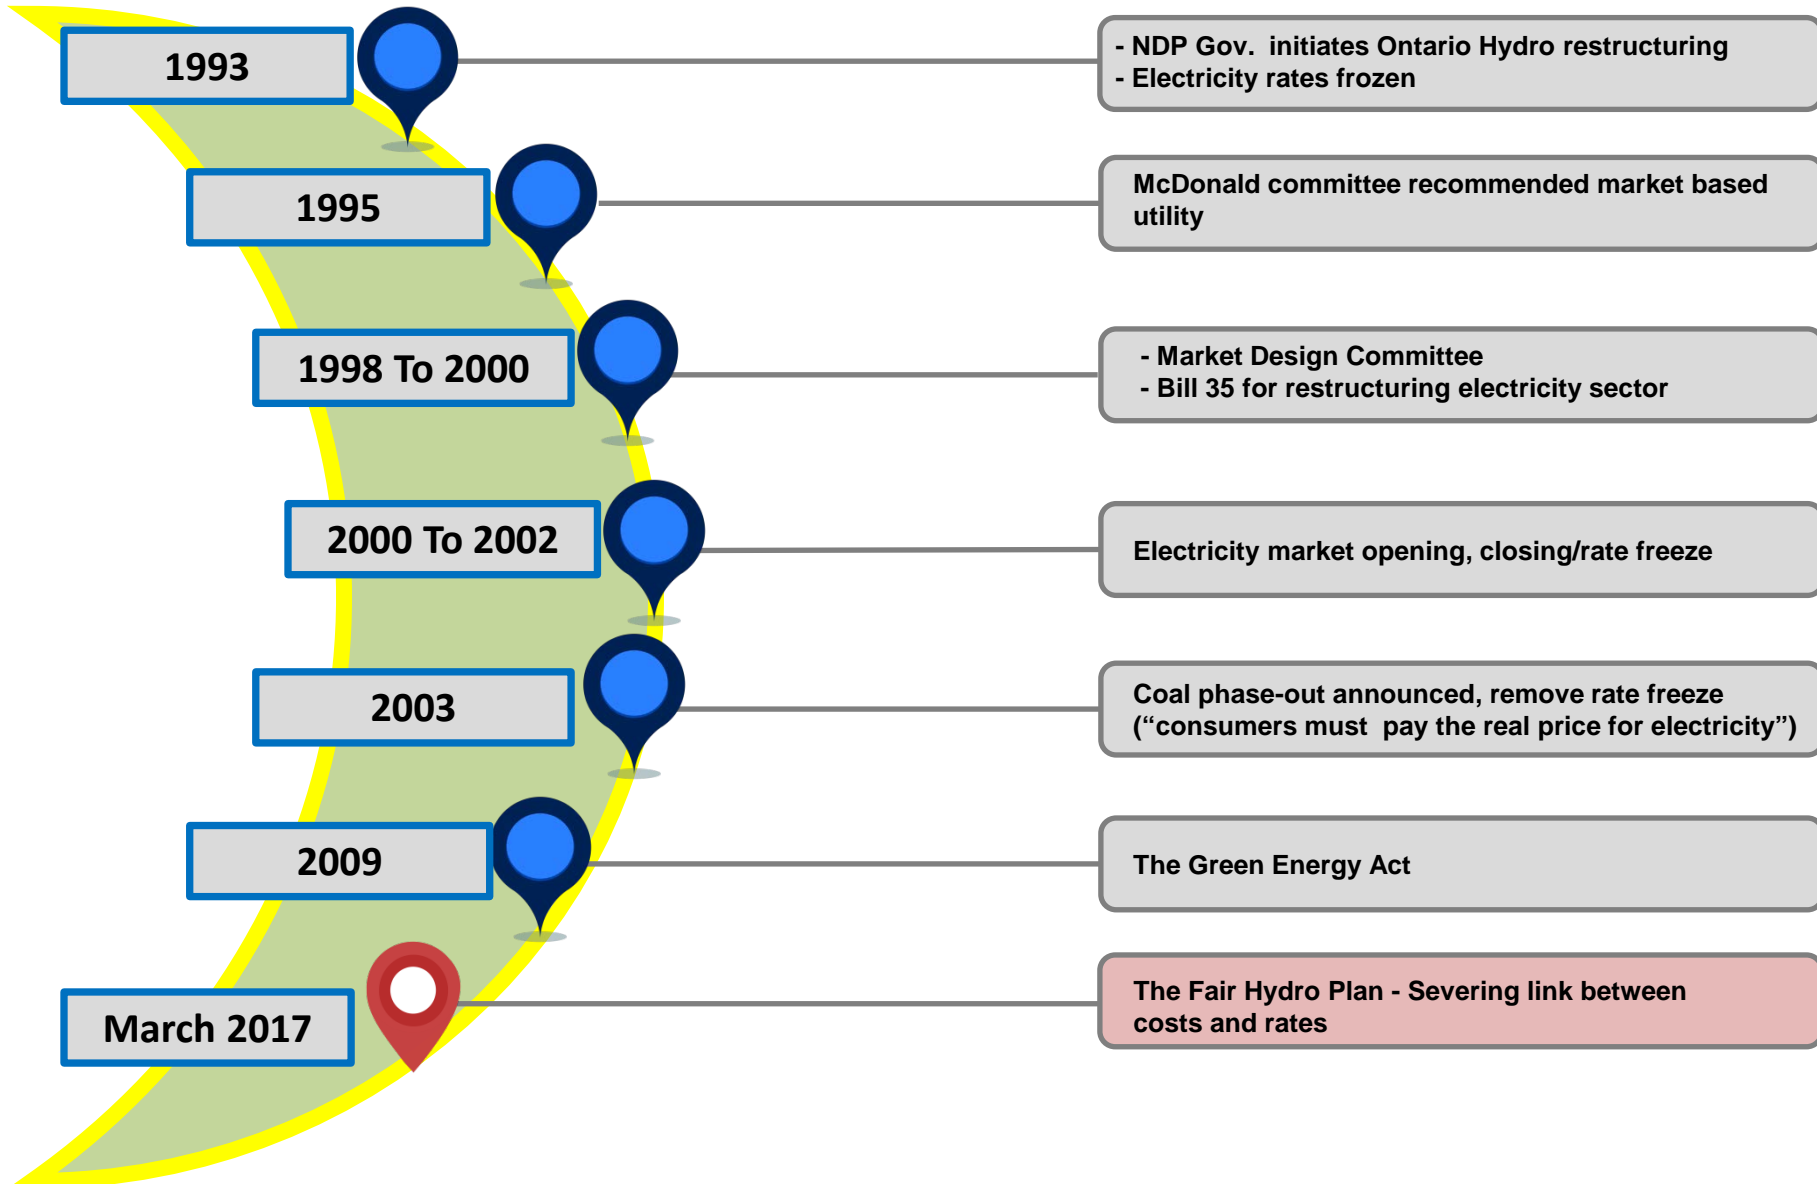 1993
- NDP Gov. initiates Ontario Hydro restructuring
- Electricity rates frozen
1995
McDonald committee recommended market based
utility
1998 To 2000
- Market Design Committee
- Bill 35 for restructuring electricity sector
2000 To 2002
Electricity market opening, closing/rate freeze
2003
Coal phase-out announced, remove rate freeze
(“consumers must pay the real price for electricity”)
2009
The Green Energy Act
March 2017
The Fair Hydro Plan - Severing link between
costs and rates